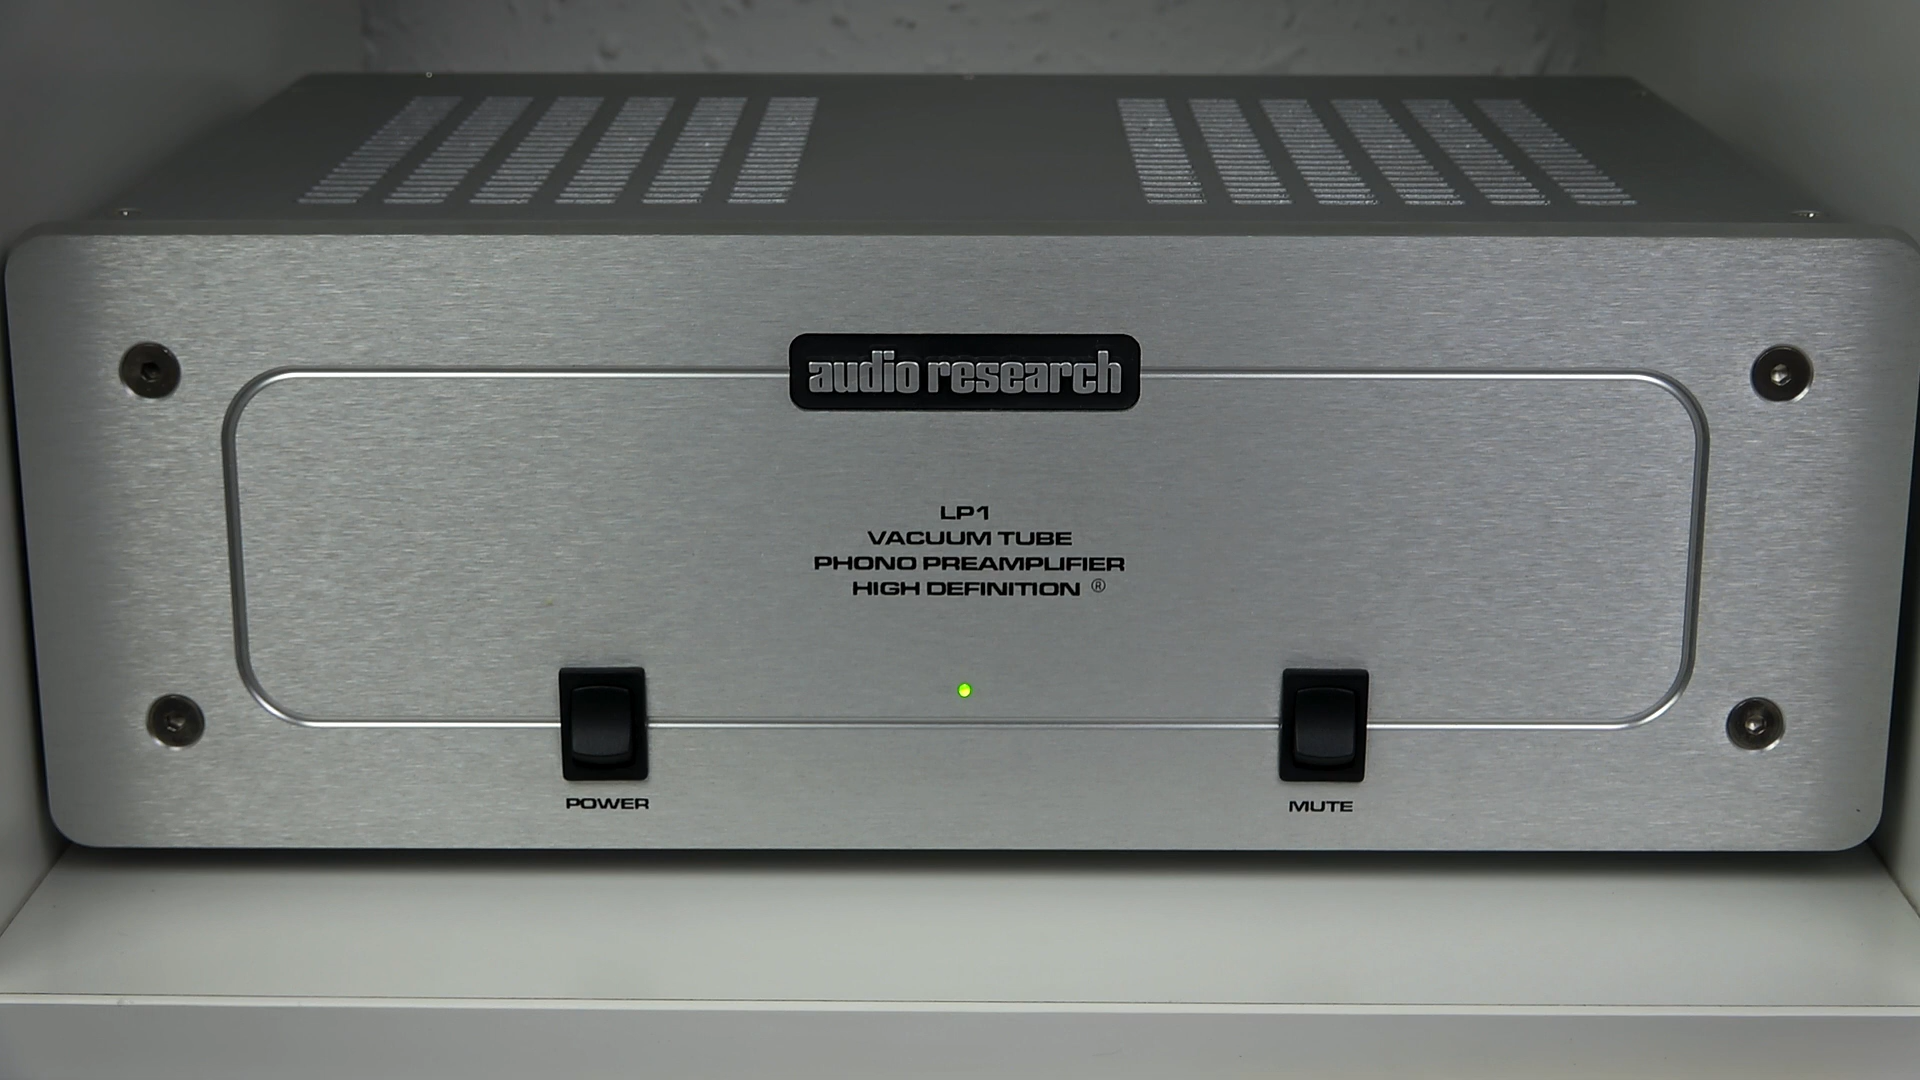 audio research
LP1
VACUUM TUBE
PHONO PREAMPLIFIER
HIGH DEFINITION ®
POWER
MUTE